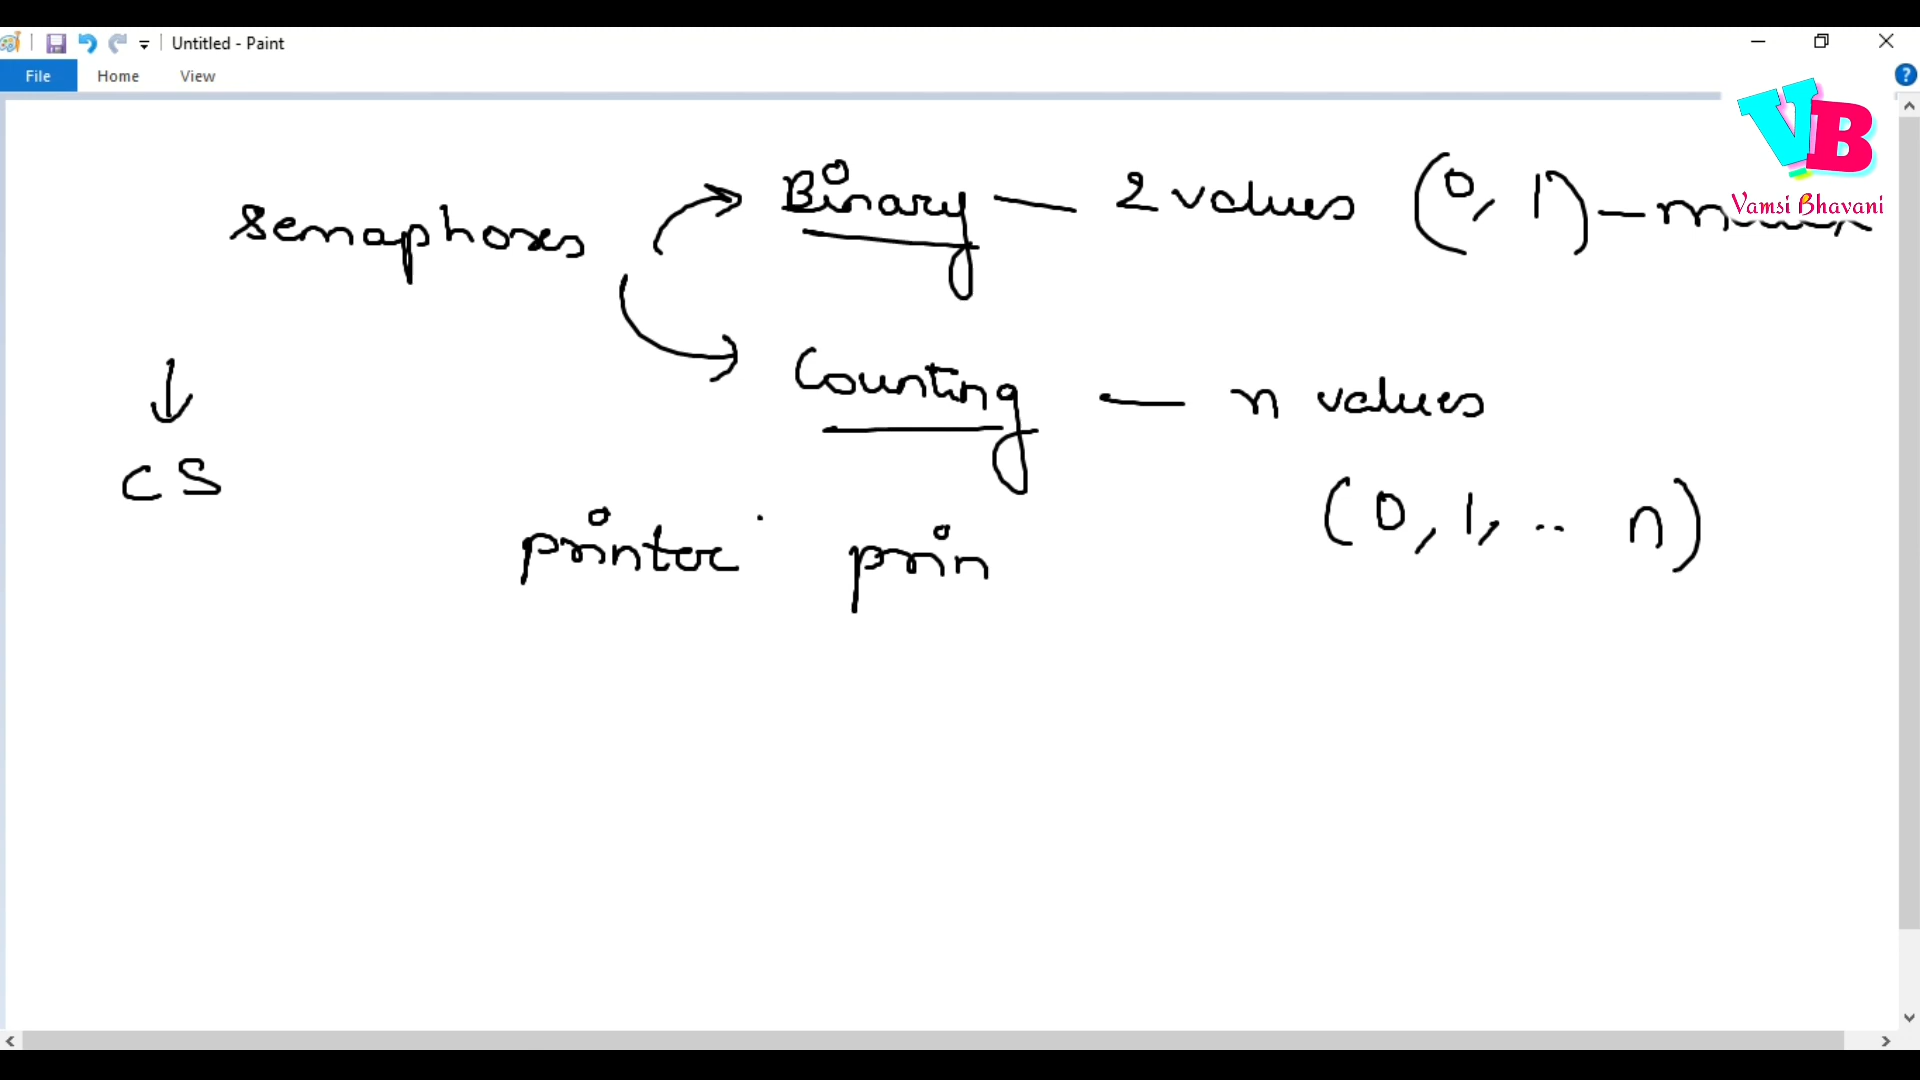 Untitled - Paint
File Home View
VB
Vamsi Bhavani
Semaphores
Binary — 2 values (0, 1) —
Counting — n values
(0, 1, .. n)
↓
CS
printer prin